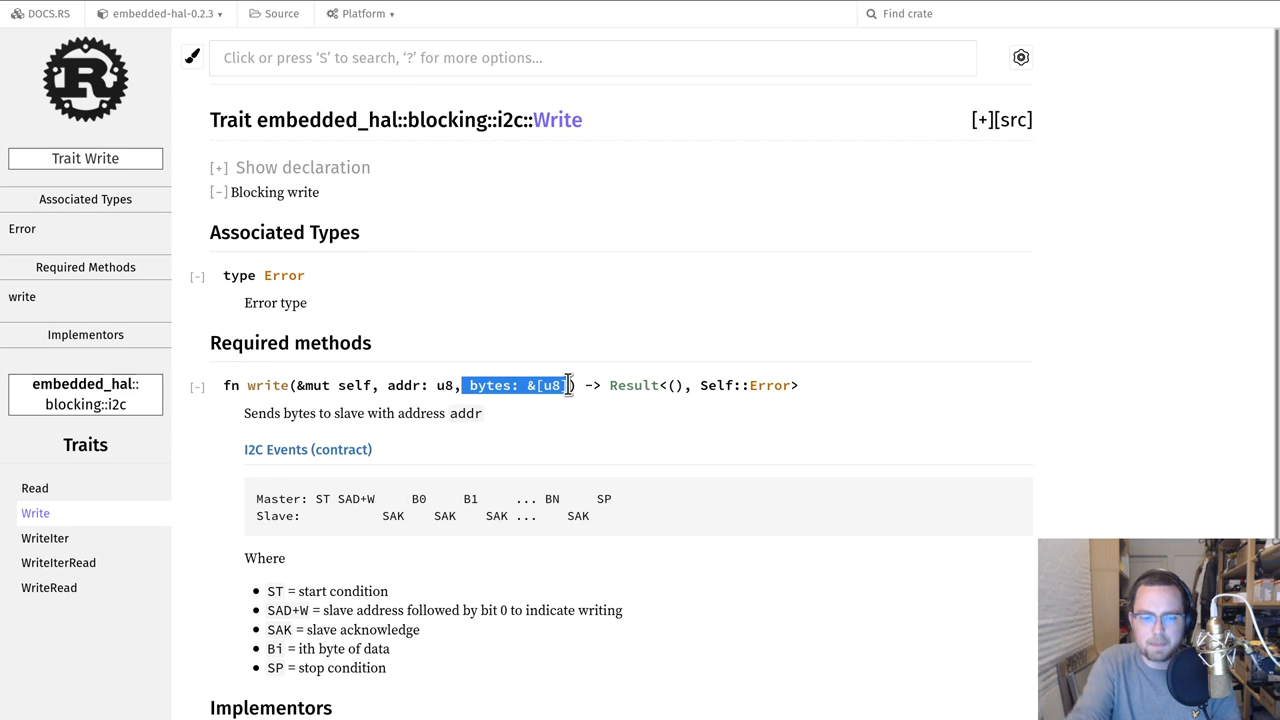 DOCS.RS
embedded-hal-0.2.3
Source
Platform
Find crate
R
Trait Write
Associated Types
Error
Required Methods
write
Implementors
embedded_hal::
blocking::i2c
Traits
Read
Write
WriteIter
WriteIterRead
WriteRead
Click or press ‘S’ to search, ‘?’ for more options…
Trait embedded_hal::blocking::i2c::Write [+][src]
[+] Show declaration
[−] Blocking write
Associated Types
[-] type Error
Error type
Required methods
[-] fn write(&mut self, addr: u8, bytes: &[u8]) -> Result<(), Self::Error>
Sends bytes to slave with address addr
I2C Events (contract)
Master: ST SAD+W B0 B1 ... BN SP
Slave: SAK SAK SAK ... SAK
Where
• ST = start condition
• SAD+W = slave address followed by bit 0 to indicate writing
• SAK = slave acknowledge
• Bi = ith byte of data
• SP = stop condition
Implementors